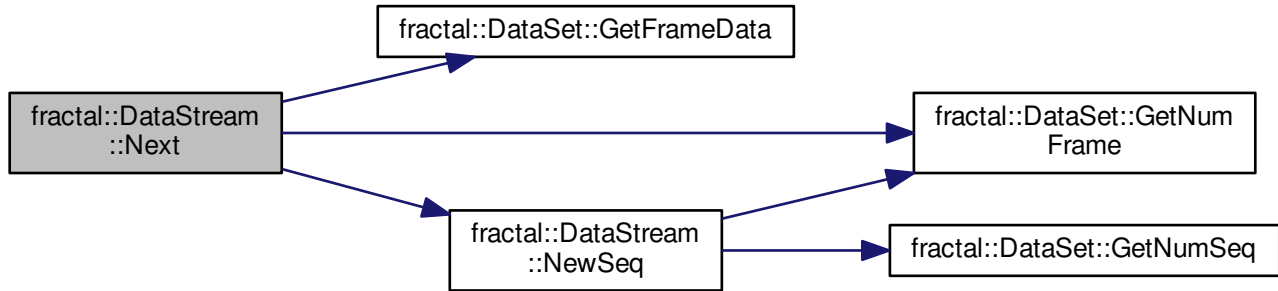 fractal::DataSet::GetFrameData
fractal::DataStream
::Next
fractal::DataSet::GetNum
Frame
fractal::DataStream
::NewSeq
fractal::DataSet::GetNumSeq